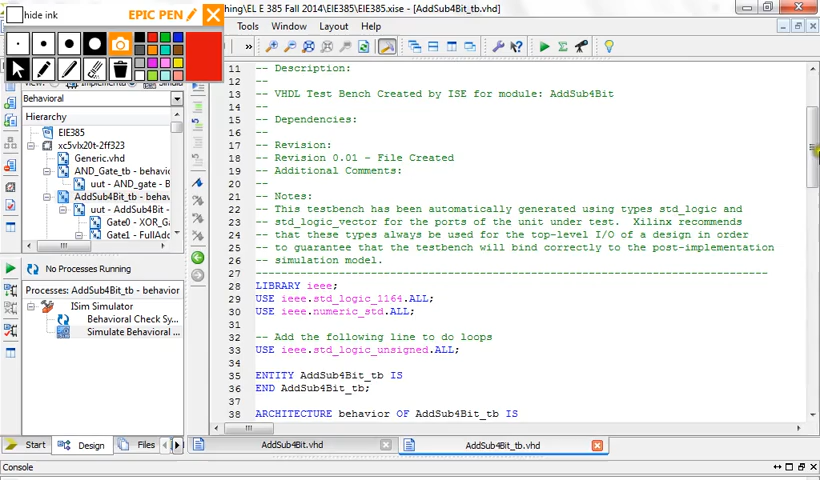 hide ink
EPIC PEN
hing\EI E 385 Fall 2014\EIE385\EIE385.xise - [AddSub4Bit_tb.vhd]
Tools Window Layout Help
»
Behavioral
Hierarchy
EIE385
xc5vlx20t-2ff323
Generic.vhd
AND_Gate_tb - behavio
uut - AND_gate - B
AddSub4Bit_tb - behav
uut - AddSub4Bit -
Gate0 - XOR_G
Gate1 - FullAdd
No Processes Running
Processes: AddSub4Bit_tb - behavior
ISim Simulator
Behavioral Check Sy...
Simulate Behavioral ...
11 -- Description:
12 --
13 -- VHDL Test Bench Created by ISE for module: AddSub4Bit
14 --
15 -- Dependencies:
16 --
17 -- Revision:
18 -- Revision 0.01 - File Created
19 -- Additional Comments:
20 --
21 -- Notes:
22 -- This testbench has been automatically generated using types std_logic and
23 -- std_logic_vector for the ports of the unit under test. Xilinx recommends
24 -- that these types always be used for the top-level I/O of a design in order
25 -- to guarantee that the testbench will bind correctly to the post-implementation
26 -- simulation model.
27 --------------------------------------------------------------------------------
28 LIBRARY ieee;
29 USE ieee.std_logic_1164.ALL;
30 USE ieee.numeric_std.ALL;
31
32 -- Add the following line to do loops
33 USE ieee.std_logic_unsigned.ALL;
34
35 ENTITY AddSub4Bit_tb IS
36 END AddSub4Bit_tb;
37
38 ARCHITECTURE behavior OF AddSub4Bit_tb IS
Start Design Files
AddSub4Bit.vhd
AddSub4Bit_tb.vhd
Console